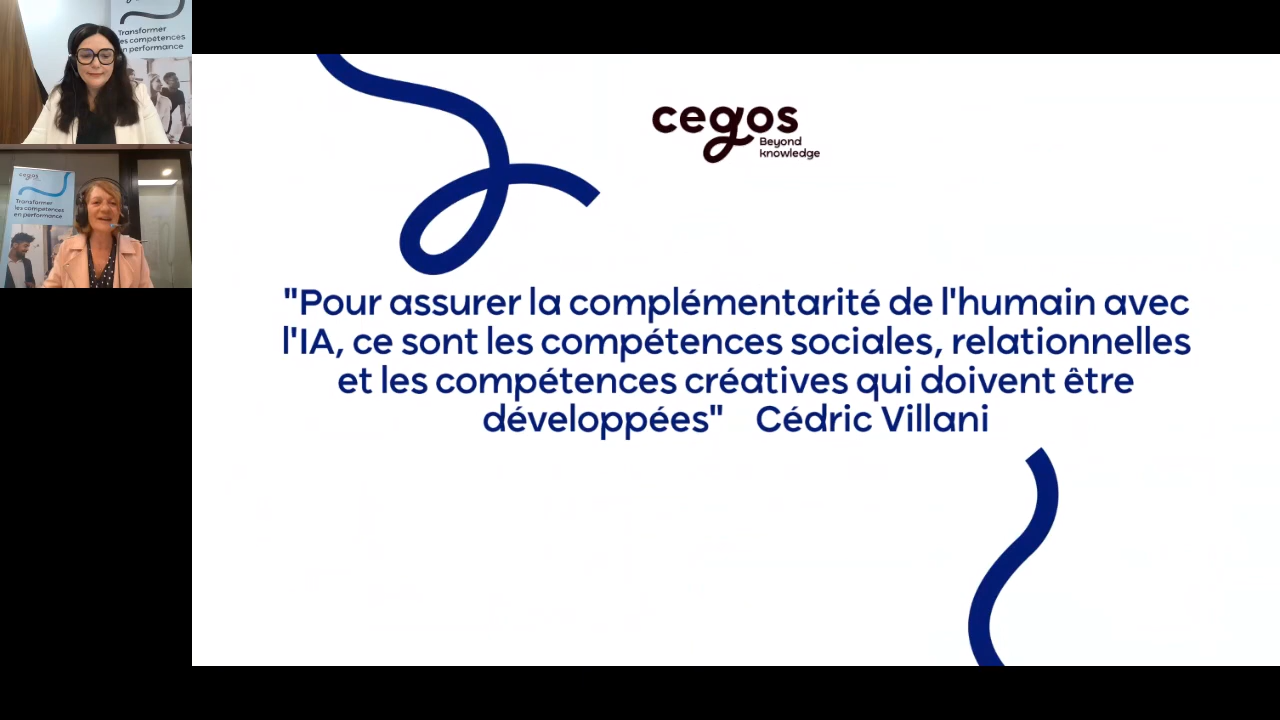 Transformer
les compétences
en performance
cegos
Transformer
les compétences
en performance
cegos
Beyond
knowledge
"Pour assurer la complémentarité de l'humain avec
l'IA, ce sont les compétences sociales, relationnelles
et les compétences créatives qui doivent être
développées" Cédric Villani